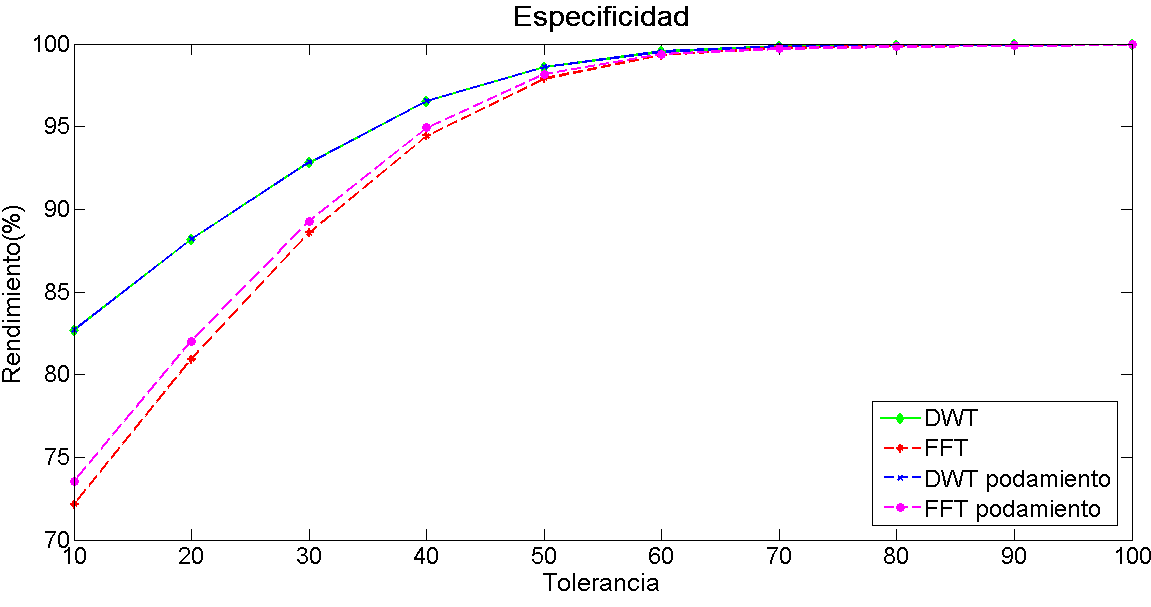 Especificidad
Rendimiento(%)
100
95
90
85
80
75
70
10 20 30 40 50 60 70 80 90 100
Tolerancia
DWT
FFT
DWT podamiento
FFT podamiento